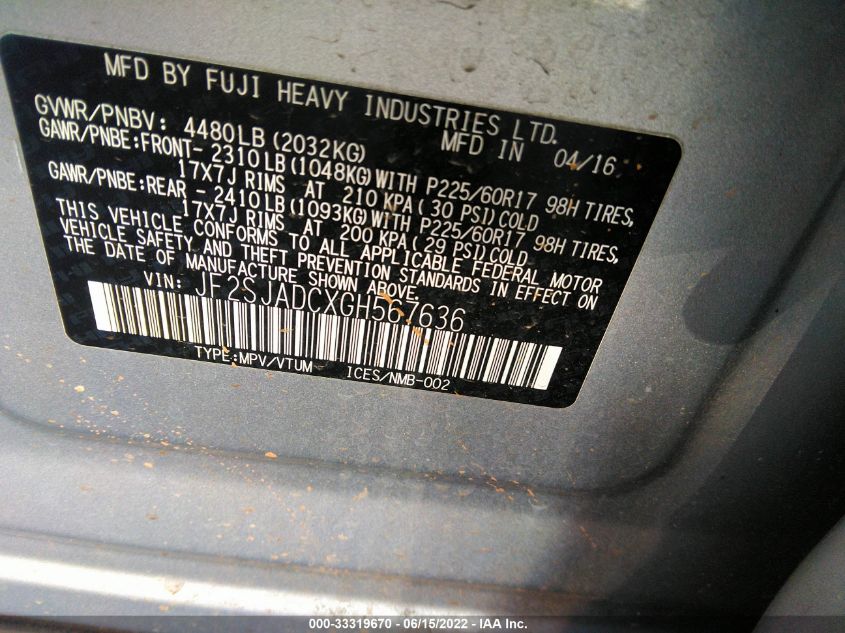 MFD BY FUJI HEAVY INDUSTRIES LTD.
GVWR/PNBV: 4480LB(2032KG) MFD IN 04/16
GAWR/PNBE:FRONT- 2310LB(1048KG)WITH P225/60R17 98H TIRES,
17X7J RIMS AT 210 KPA(30 PSI)COLD
GAWR/PNBE:REAR - 2410LB(1093KG)WITH P225/60R17 98H TIRES,
17X7J RIMS AT 200 KPA(29 PSI)COLD
THIS VEHICLE CONFORMS TO ALL APPLICABLE FEDERAL MOTOR
VEHICLE SAFETY AND THEFT PREVENTION STANDARDS IN EFFECT ON
THE DATE OF MANUFACTURE SHOWN ABOVE.
VIN: JF2SJADCXGH567636
TYPE:MPV/VTUM ICES/NMB-002
000-33319670 - 06/15/2022 - IAA Inc.